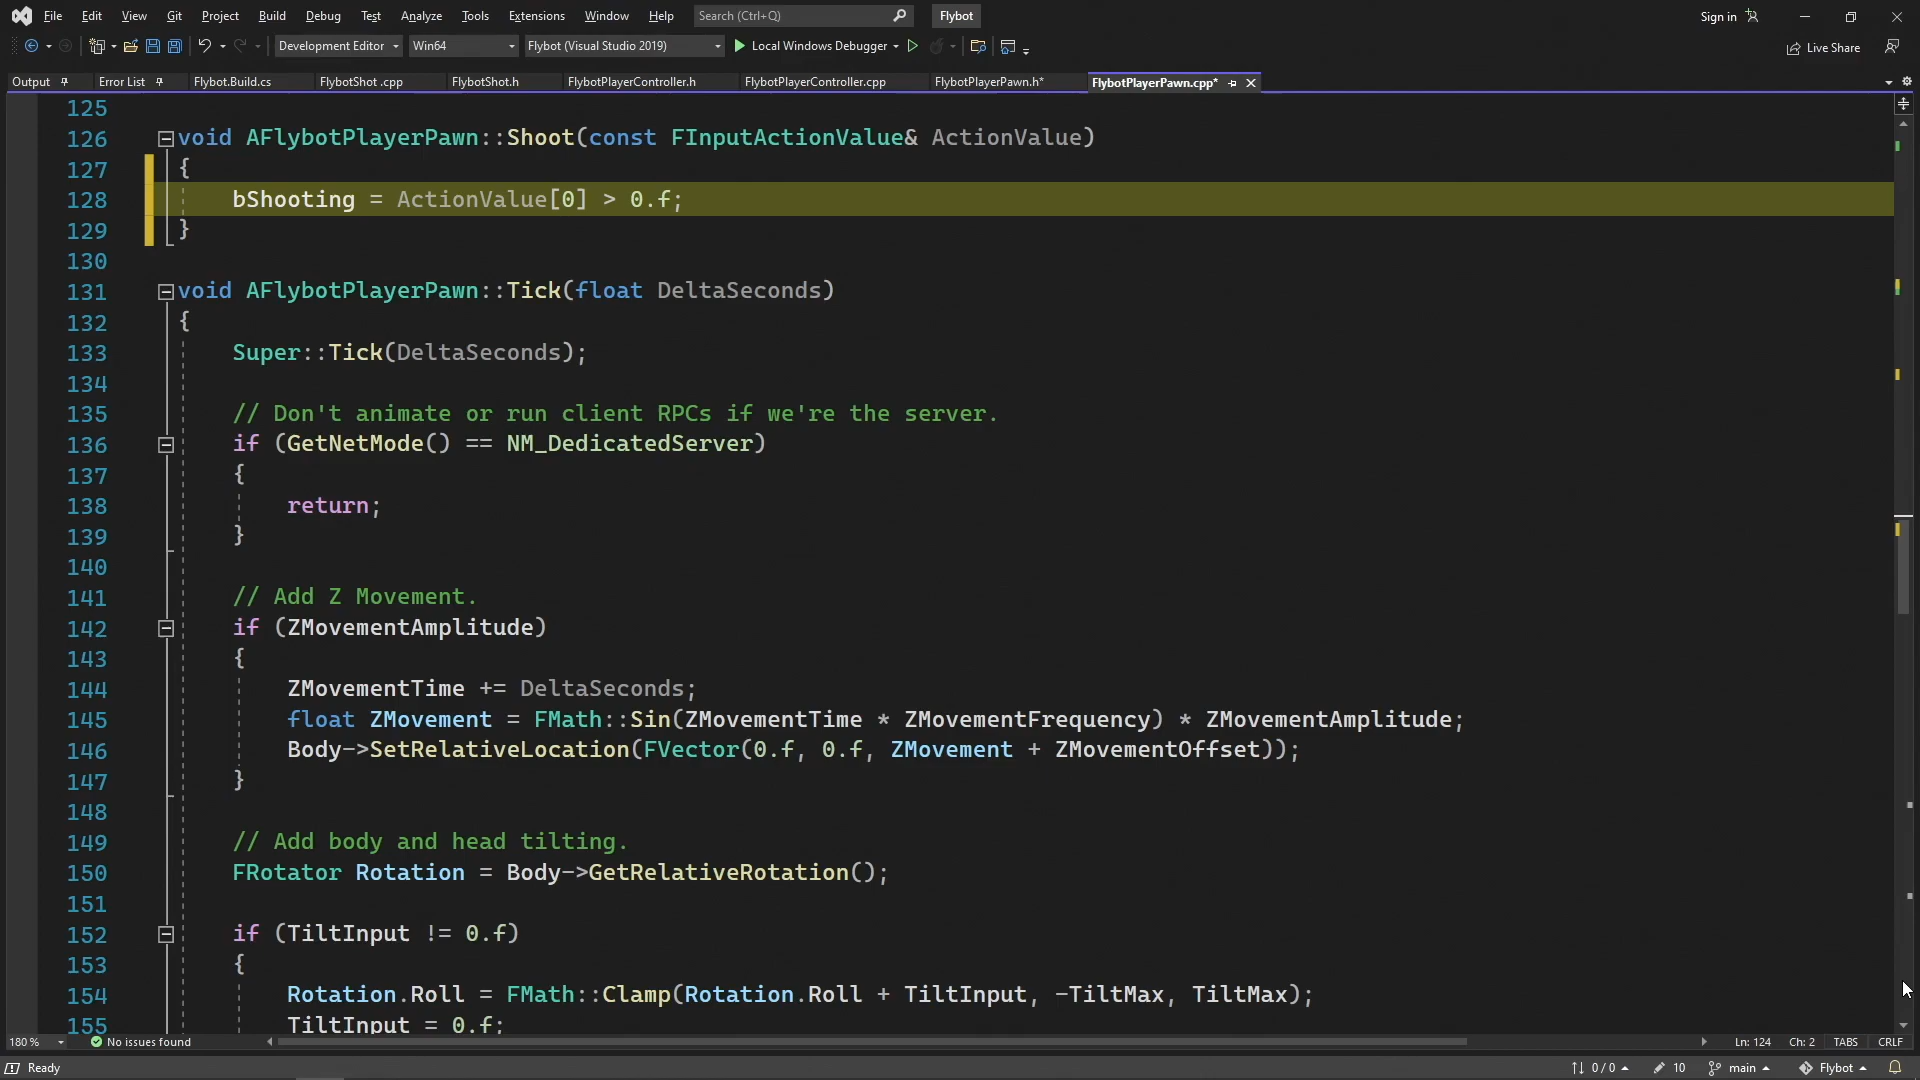 File Edit View Git Project Build Debug Test Analyze Tools Extensions Window Help Search (Ctrl+Q) Flybot Sign in
Development Editor Win64 Flybot (Visual Studio 2019) Local Windows Debugger Live Share
Output Error List Flybot.Build.cs FlybotShot .cpp FlybotShot.h FlybotPlayerController.h FlybotPlayerController.cpp FlybotPlayerPawn.h* FlybotPlayerPawn.cpp*
125
126 void AFlybotPlayerPawn::Shoot(const FInputActionValue& ActionValue)
127 {
128 bShooting = ActionValue[0] > 0.f;
129 }
130
131 void AFlybotPlayerPawn::Tick(float DeltaSeconds)
132 {
133 Super::Tick(DeltaSeconds);
134
135 // Don't animate or run client RPCs if we're the server.
136 if (GetNetMode() == NM_DedicatedServer)
137 {
138 return;
139 }
140
141 // Add Z Movement.
142 if (ZMovementAmplitude)
143 {
144 ZMovementTime += DeltaSeconds;
145 float ZMovement = FMath::Sin(ZMovementTime * ZMovementFrequency) * ZMovementAmplitude;
146 Body->SetRelativeLocation(FVector(0.f, 0.f, ZMovement + ZMovementOffset));
147 }
148
149 // Add body and head tilting.
150 FRotator Rotation = Body->GetRelativeRotation();
151
152 if (TiltInput != 0.f)
153 {
154 Rotation.Roll = FMath::Clamp(Rotation.Roll + TiltInput, -TiltMax, TiltMax);
155 TiltInput = 0.f;
180 % No issues found Ln: 124 Ch: 2 TABS CRLF
Ready 0 / 0 10 main Flybot